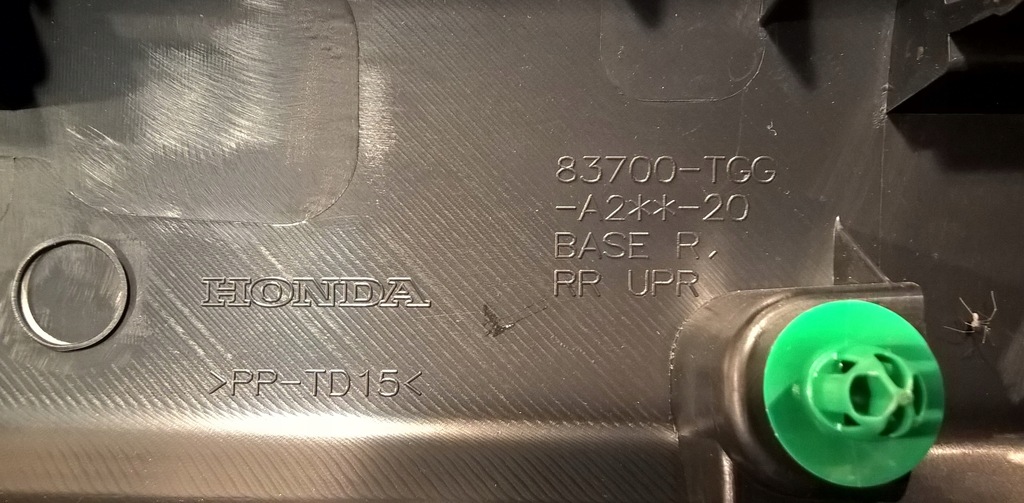 83700-TGG
-A2**-20
BASE R,
RR UPR
HONDA
>PP-TD15<